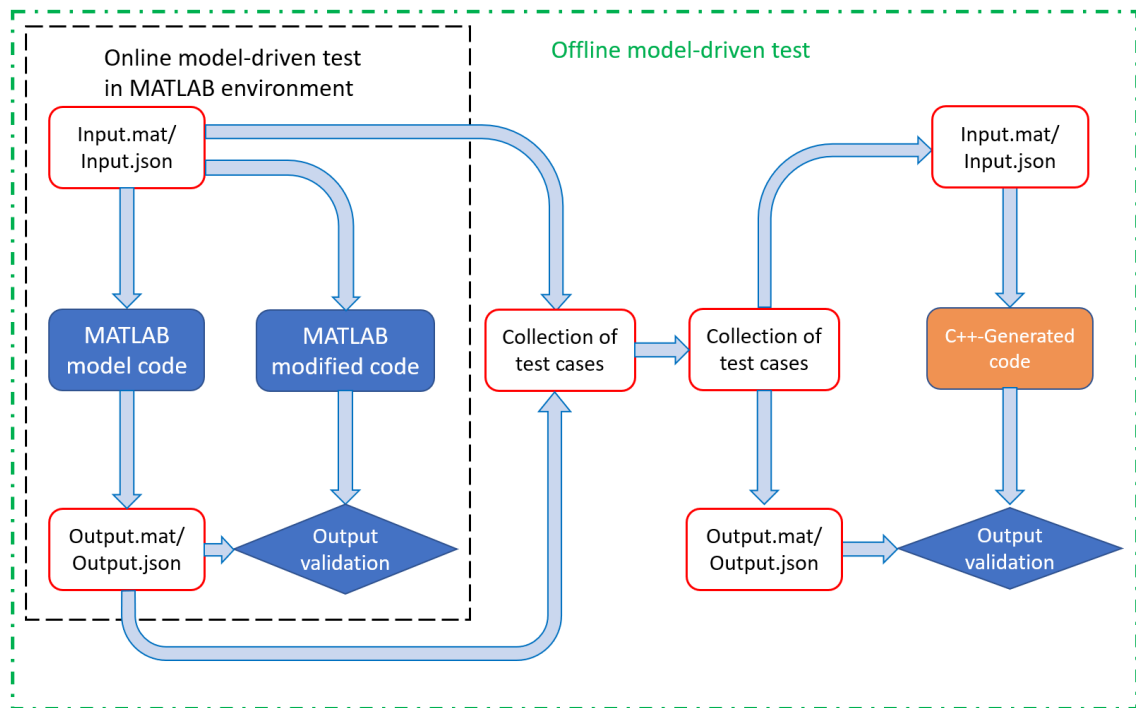 Online model-driven test
in MATLAB environment
Offline model-driven test
Input.mat/
Input.json
Input.mat/
Input.json
MATLAB
model code
MATLAB
modified code
Collection of
test cases
Collection of
test cases
C++-Generated
code
Output.mat/
Output.json
Output
validation
Output.mat/
Output.json
Output
validation